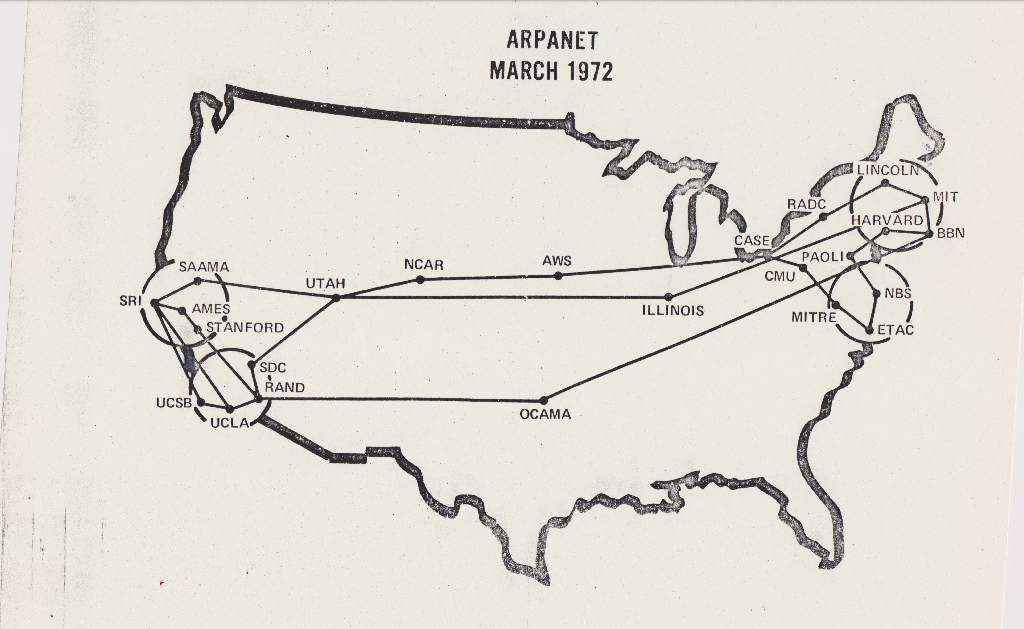 ARPANET
MARCH 1972
LINCOLN
MIT
RADC
HARVARD
BBN
CASE
PAOLI
SAAMA
NCAR
AWS
CMU
UTAH
NBS
SRI
AMES
ILLINOIS
MITRE
STANFORD
ETAC
SDC
RAND
UCSB
UCLA
OCAMA